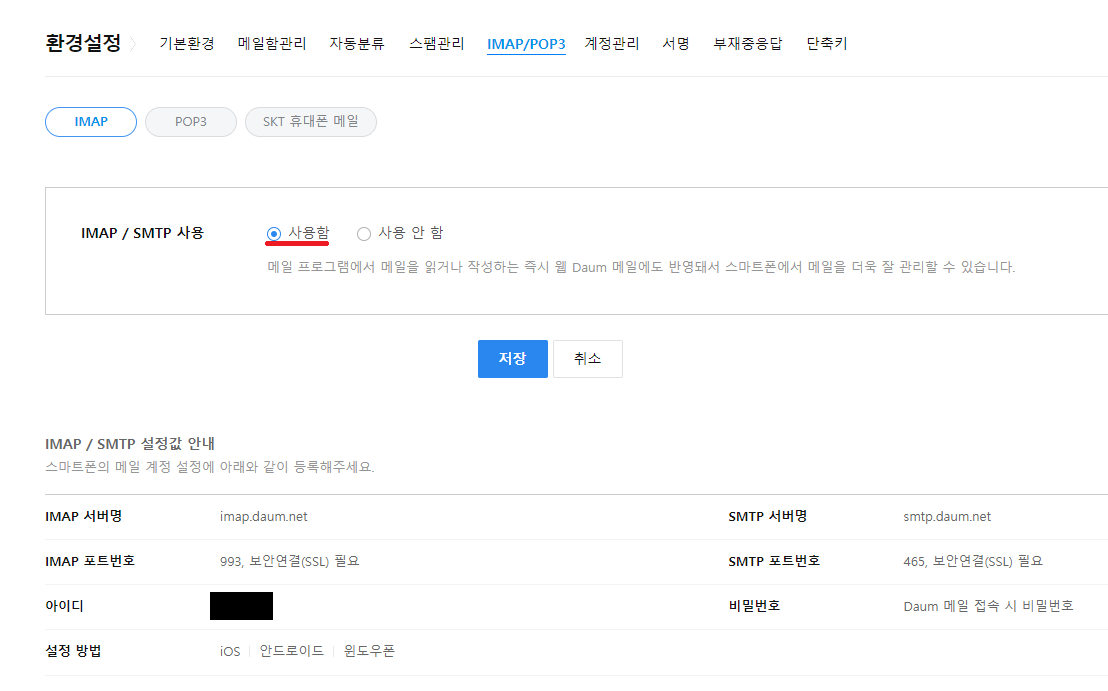 환경설정 기본환경 메일함관리 자동분류 스팸관리 IMAP/POP3 계정관리 서명 부재중응답 단축키
IMAP POP3 SKT 휴대폰 메일
IMAP / SMTP 사용 사용함 사용 안 함
메일 프로그램에서 메일을 읽거나 작성하는 즉시 웹 Daum 메일에도 반영돼서 스마트폰에서 메일을 더욱 잘 관리할 수 있습니다.
저장 취소
IMAP / SMTP 설정값 안내
스마트폰의 메일 계정 설정에 아래와 같이 등록해주세요.
IMAP 서버명 imap.daum.net SMTP 서버명 smtp.daum.net
IMAP 포트번호 993, 보안연결(SSL) 필요 SMTP 포트번호 465, 보안연결(SSL) 필요
아이디 비밀번호 Daum 메일 접속 시 비밀번호
설정 방법 iOS 안드로이드 윈도우폰